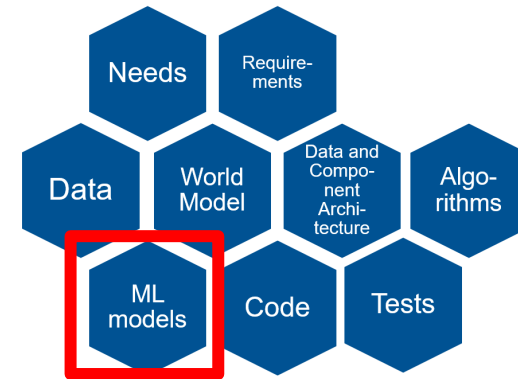 Needs
Require-
ments
Data
World
Model
Data and
Compo-
nent
Archi-
tecture
Algo-
rithms
ML
models
Code
Tests